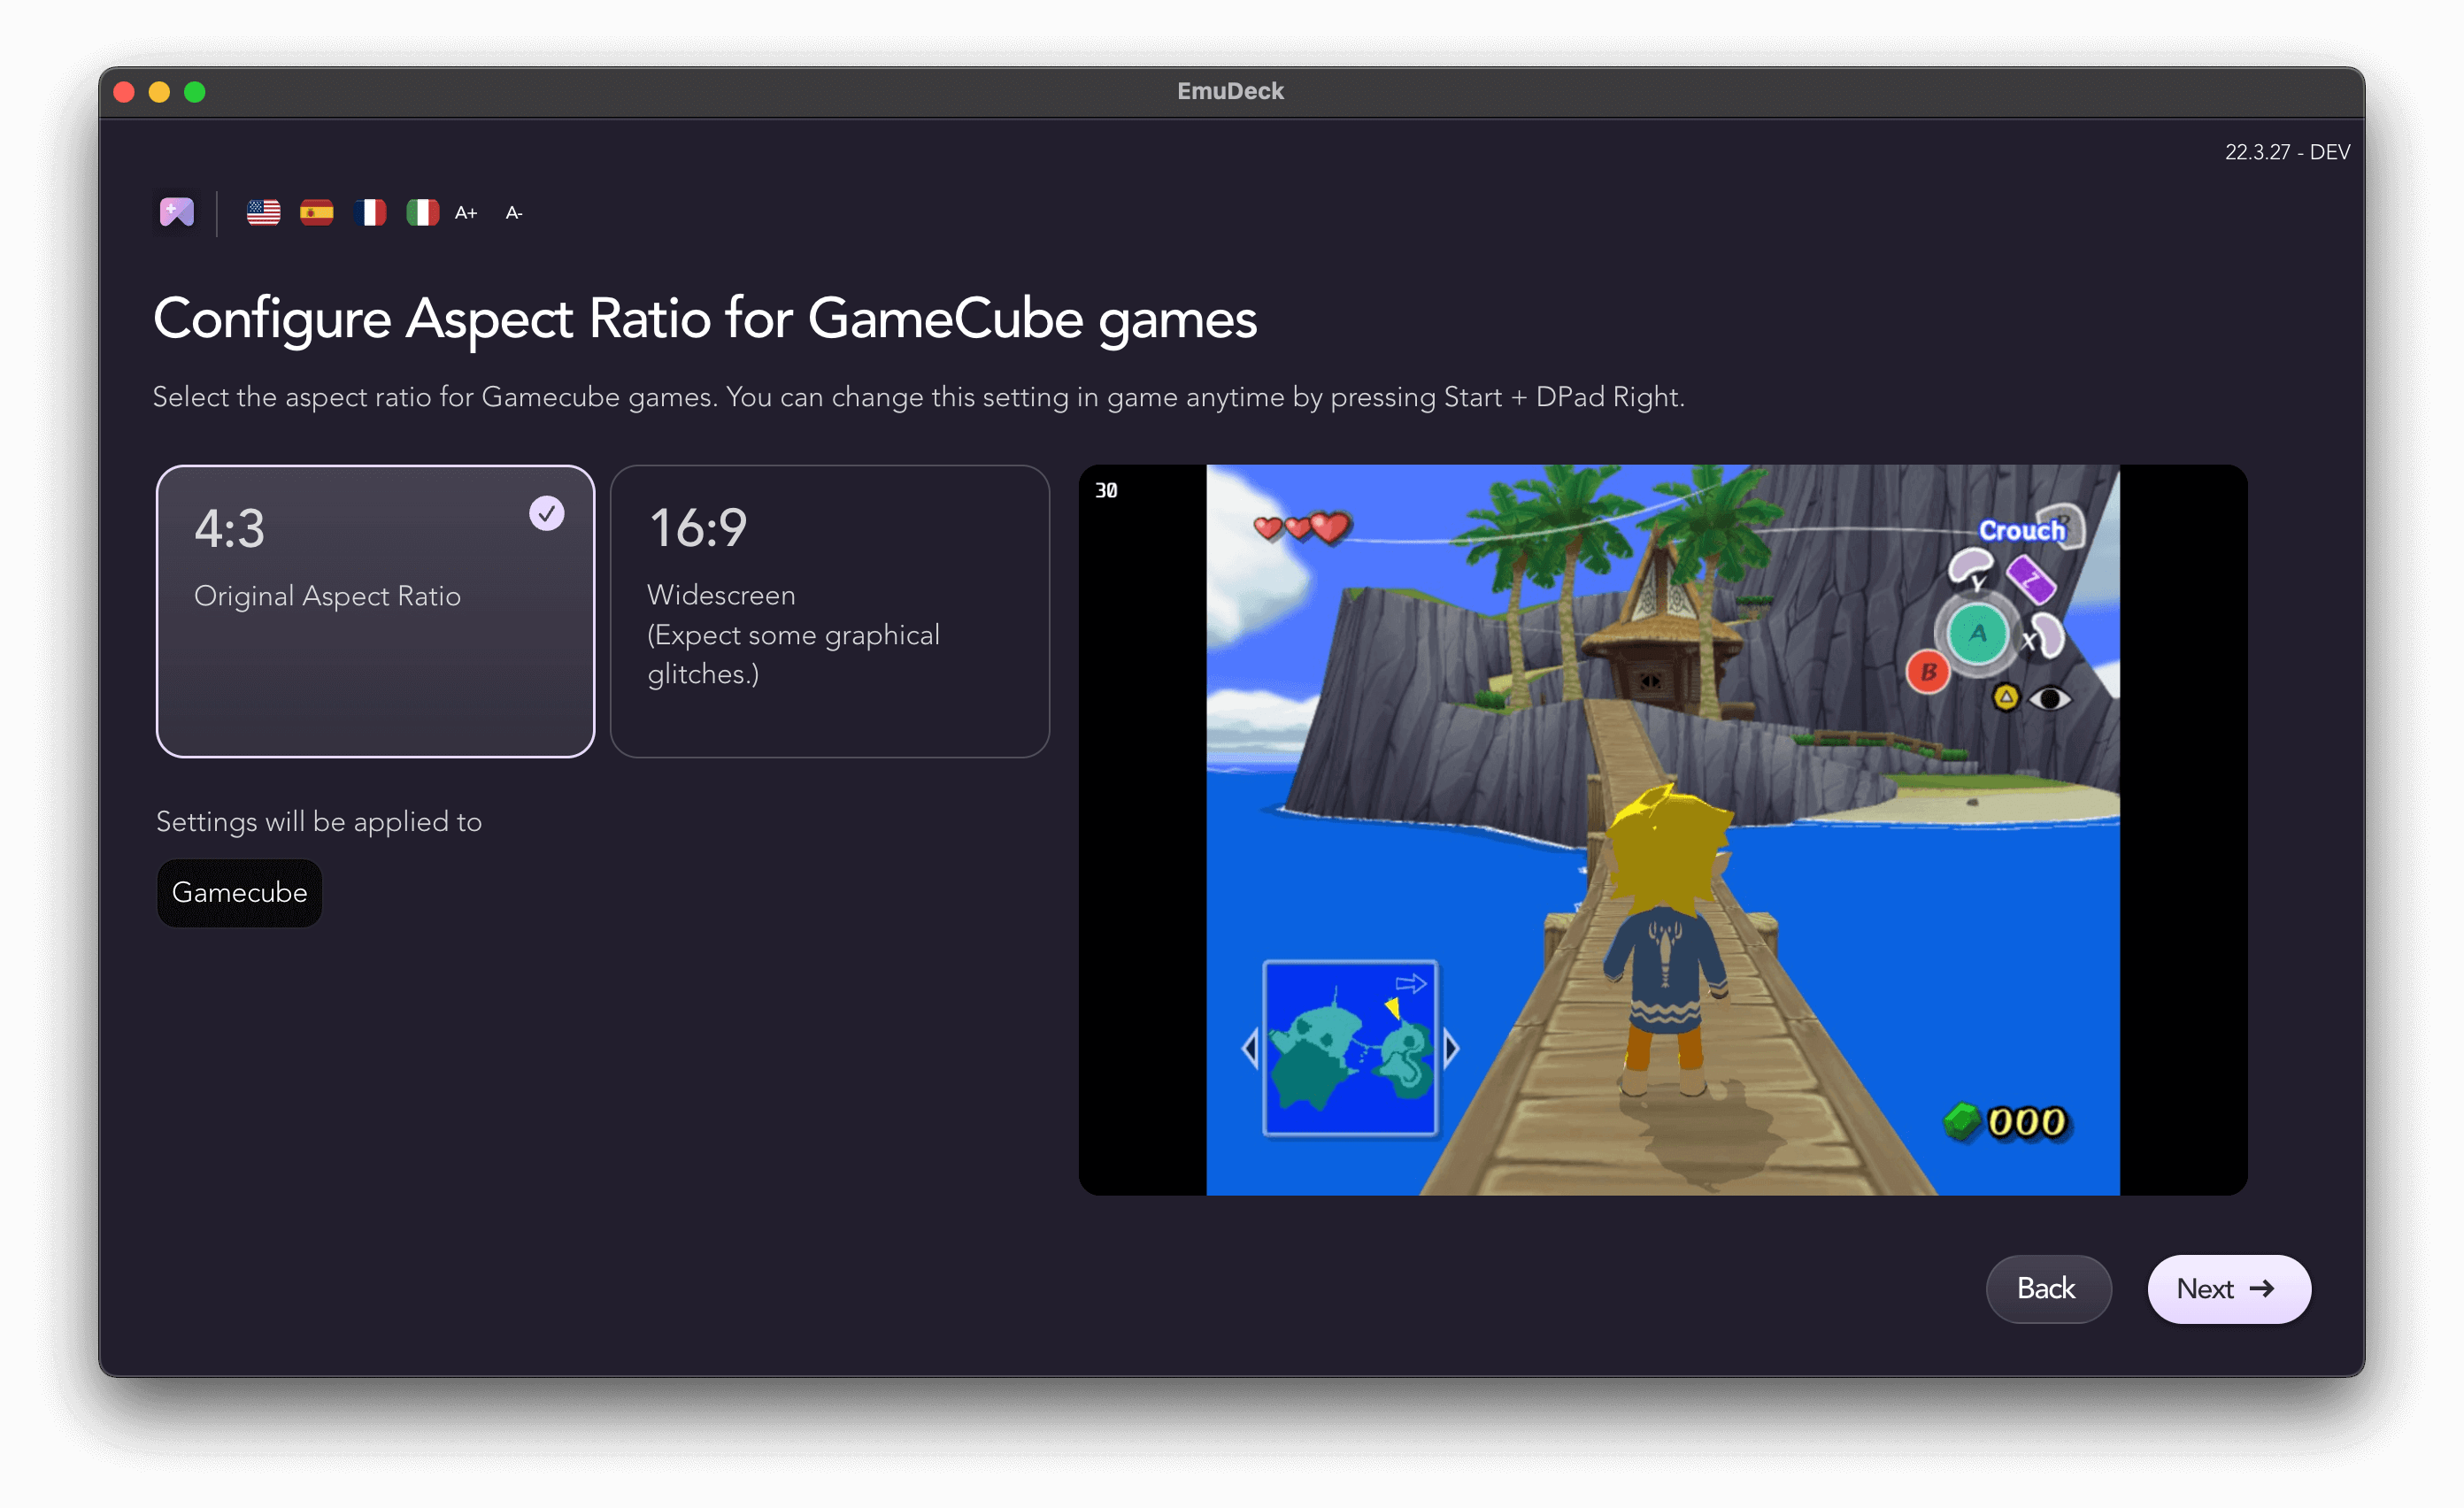 EmuDeck
22.3.27 - DEV
A+ A-
Configure Aspect Ratio for GameCube games
Select the aspect ratio for Gamecube games. You can change this setting in game anytime by pressing Start + DPad Right.
4:3
Original Aspect Ratio
16:9
Widescreen
(Expect some graphical
glitches.)
Settings will be applied to
Gamecube
30
Crouch
R
Y
Z
A
X
B
000
Back
Next →